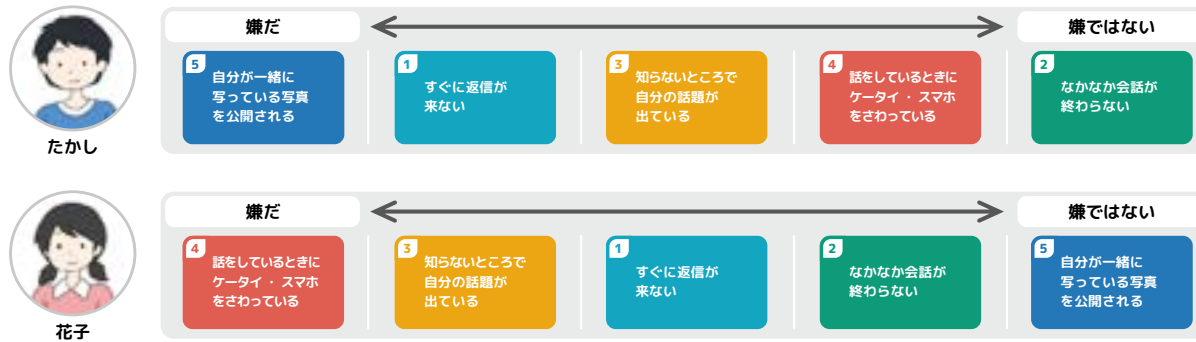 嫌だ
嫌ではない
5
自分が一緒に
写っている写真
を公開される
1
すぐに返信が
来ない
3
知らないところで
自分の話題が
出ている
4
話をしているときに
ケータイ・スマホ
をさわっている
2
なかなか会話が
終わらない
たかし
嫌だ
嫌ではない
4
話をしているときに
ケータイ・スマホ
をさわっている
3
知らないところで
自分の話題が
出ている
1
すぐに返信が
来ない
2
なかなか会話が
終わらない
5
自分が一緒に
写っている写真
を公開される
花子